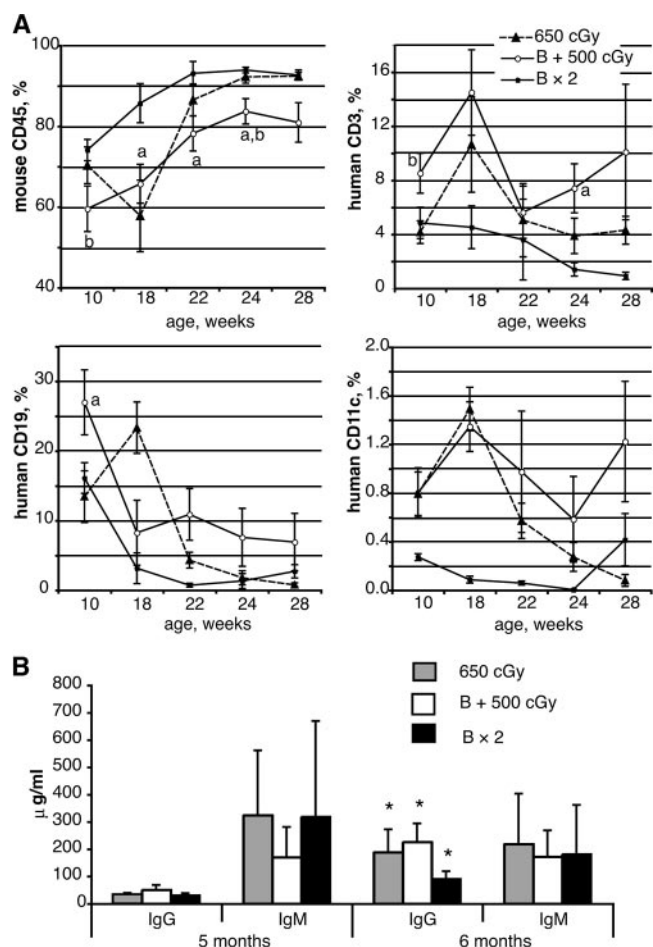 A
650 cGy
B + 500 cGy
B × 2
mouse CD45, %
100
90
80
70
60
40
b
a
a
a,b
10 18 22 24 28
age, weeks
human CD3, %
16
12
8
4
0
b
a
10 18 22 24 28
age, weeks
human CD19, %
30
20
10
0
a
10 18 22 24 28
age, weeks
human CD11c, %
2.0
1.6
1.2
0.8
0.4
0.0
10 18 22 24 28
age, weeks
B
650 cGy
B + 500 cGy
B × 2
μ g/ml
800
700
600
500
400
300
200
100
0
* * *
IgG IgM IgG IgM
5 months 6 months